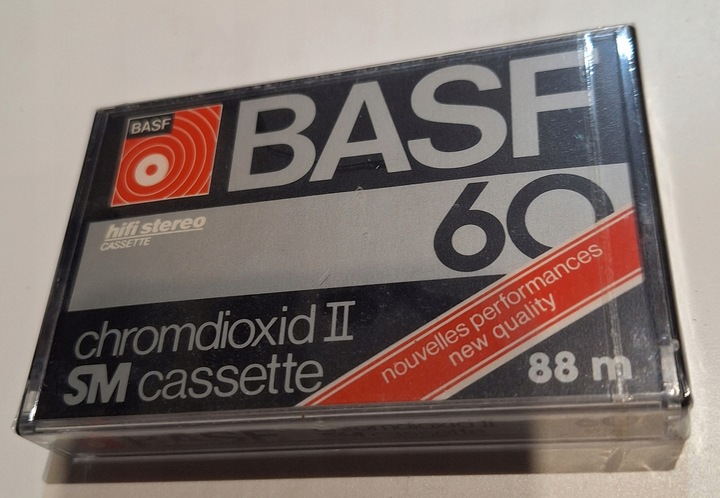 BASF
BASF
60
hifi stereo
CASSETTE
chromdioxid II
SM cassette
nouvelles performances
new quality
88 m